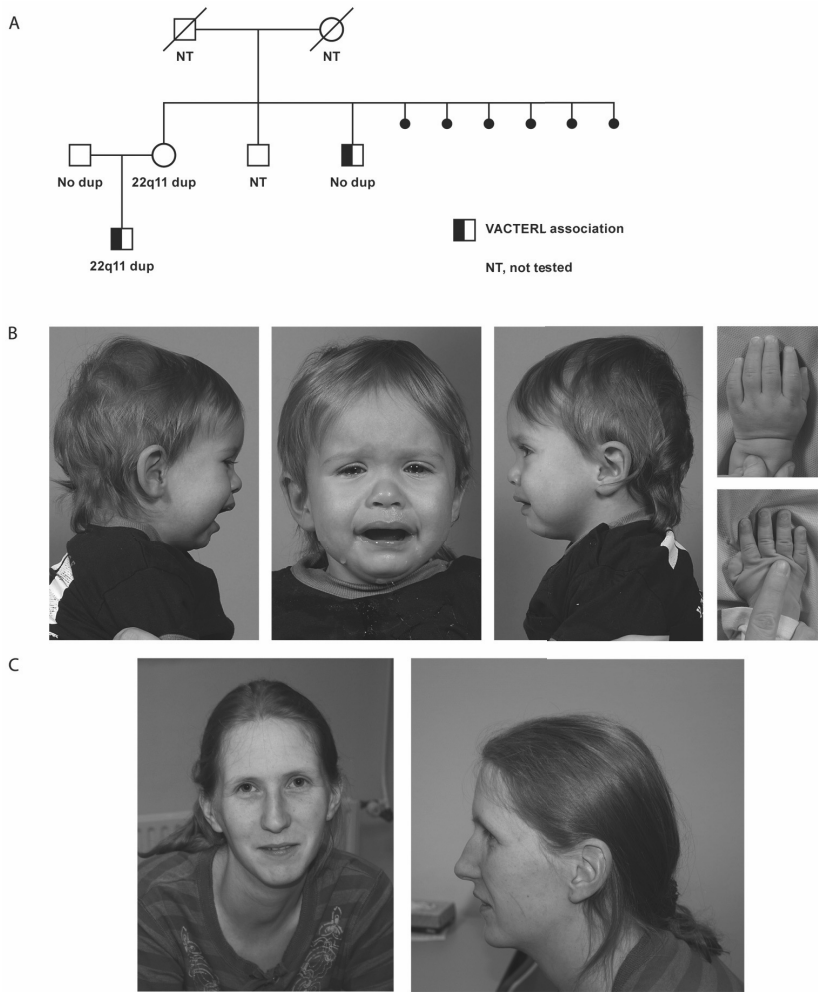 A
NT
NT
No dup
22q11 dup
NT
No dup
VACTERL association
22q11 dup
NT, not tested
B
C